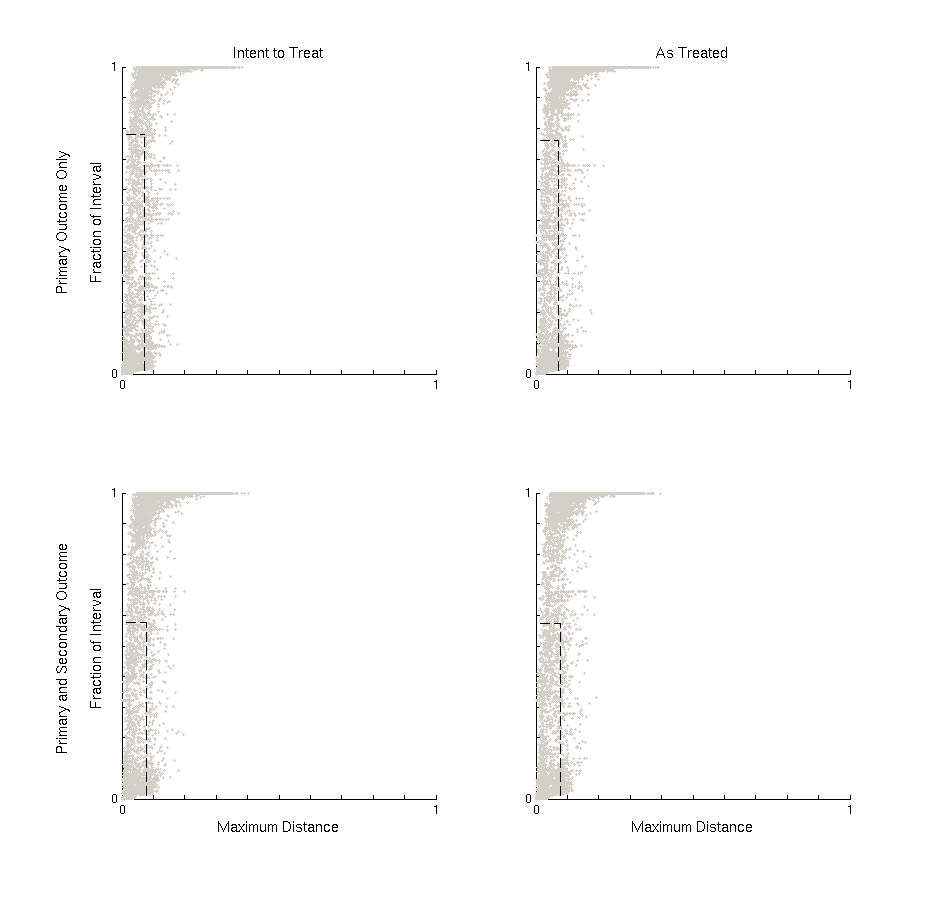 Intent to Treat
As Treated
1
1
Primary Outcome Only
Fraction of Interval
0
0
0
1
0
1
1
1
Primary and Secondary Outcome
Fraction of Interval
0
0
0
1
0
1
Maximum Distance
Maximum Distance